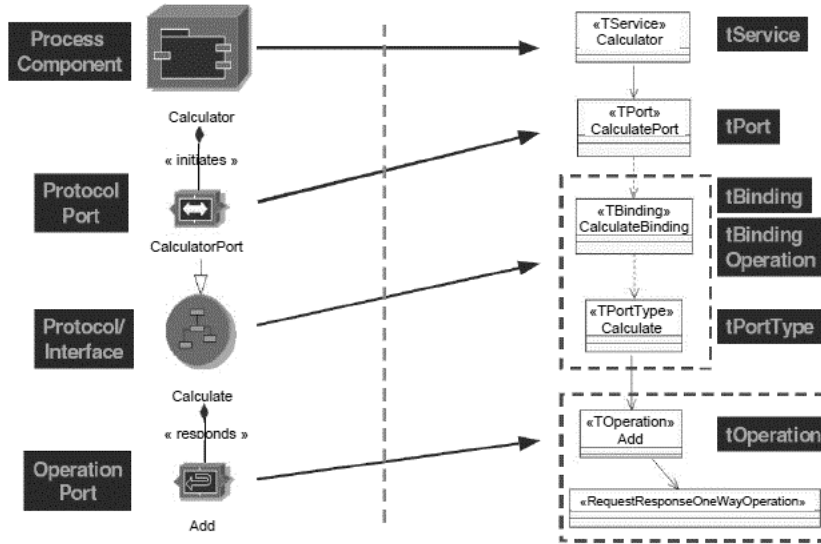 Process
Component
Calculator
« initiates »
Protocol
Port
CalculatorPort
Protocol/
Interface
Calculate
« responds »
Operation
Port
Add
«TService»
Calculator
tService
«TPort»
CalculatePort
tPort
«TBinding»
CalculateBinding
tBinding
tBinding
Operation
«TPortType»
Calculate
tPortType
«TOperation»
Add
tOperation
«RequestResponseOneWayOperation»